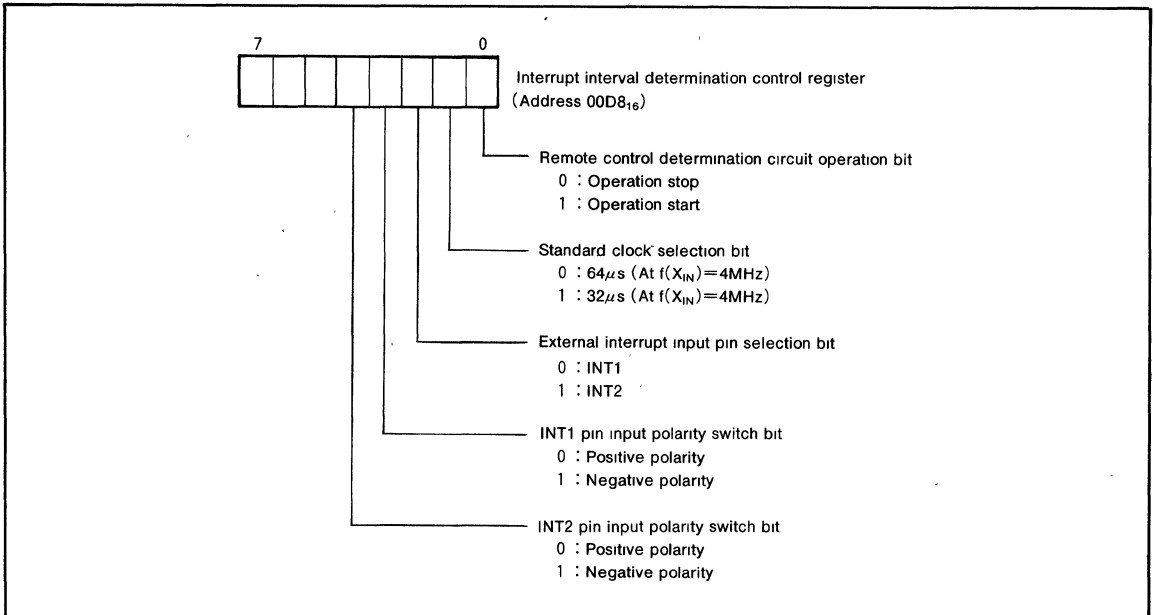 7 0
Interrupt interval determination control register
(Address 00D8₁₆)
Remote control determination circuit operation bit
0 : Operation stop
1 : Operation start
Standard clock selection bit
0 : 64μs (At f(X_IN)=4MHz)
1 : 32μs (At f(X_IN)=4MHz)
External interrupt input pin selection bit
0 : INT1
1 : INT2
INT1 pin input polarity switch bit
0 : Positive polarity
1 : Negative polarity
INT2 pin input polarity switch bit
0 : Positive polarity
1 : Negative polarity